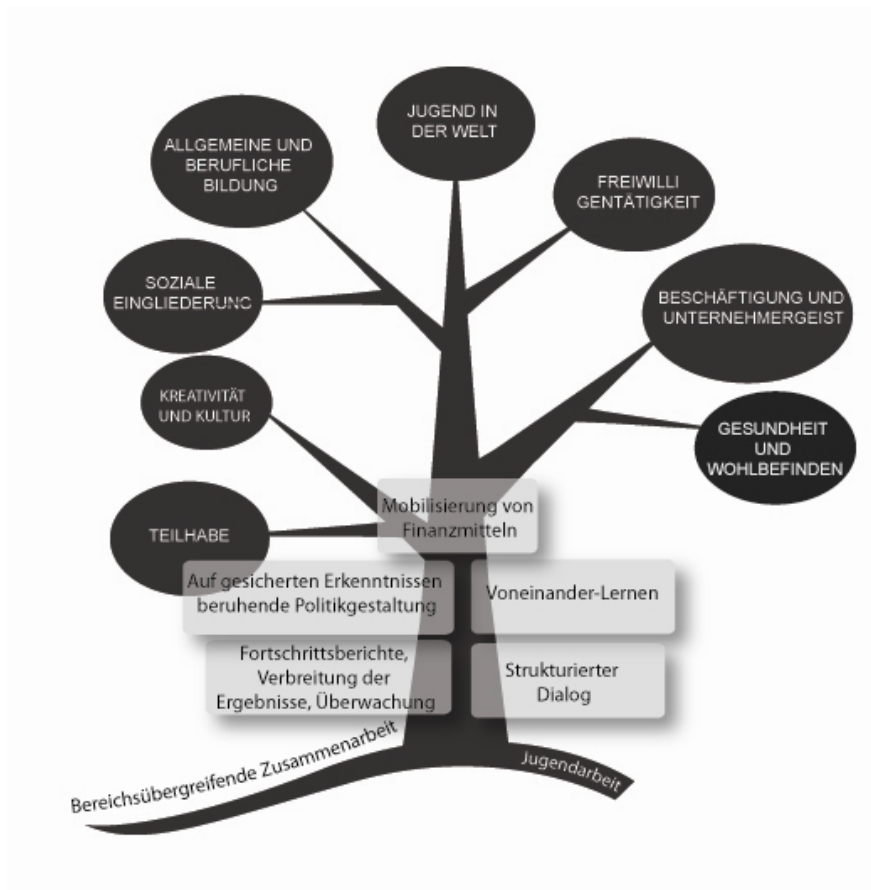 JUGEND IN
DER WELT
ALLGEMEINE UND
BERUFLICHE
BILDUNG
FREIWILLI
GENTÄTIGKEIT
SOZIALE
EINGLIEDERUNG
BESCHÄFTIGUNG UND
UNTERNEHMERGEIST
KREATIVITÄT
UND KULTUR
GESUNDHEIT
UND
WOHLBEFINDEN
TEILHABE
Mobilisierung von
Finanzmitteln
Auf gesicherten Erkenntnissen
beruhende Politikgestaltung
Voneinander-Lernen
Fortschrittsberichte,
Verbreitung der
Ergebnisse, Überwachung
Strukturierter
Dialog
Bereichsübergreifende Zusammenarbeit
Jugendarbeit